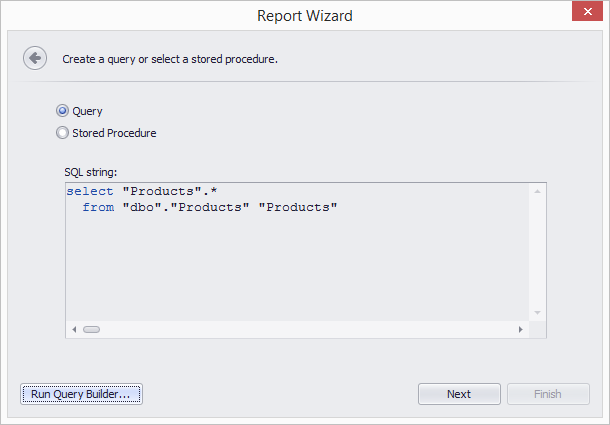 Report Wizard
Create a query or select a stored procedure.
Query
Stored Procedure
SQL string:
select "Products".*
from "dbo"."Products" "Products"
Run Query Builder...
Next
Finish